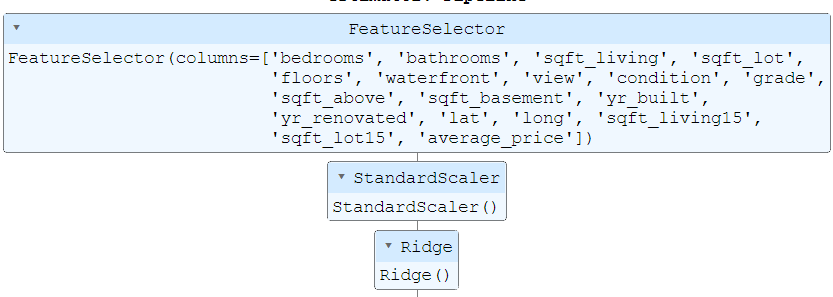 FeatureSelector
FeatureSelector(columns=['bedrooms', 'bathrooms', 'sqft_living', 'sqft_lot',
'floors', 'waterfront', 'view', 'condition', 'grade',
'sqft_above', 'sqft_basement', 'yr_built',
'yr_renovated', 'lat', 'long', 'sqft_living15',
'sqft_lot15', 'average_price'])
StandardScaler
StandardScaler()
Ridge
Ridge()